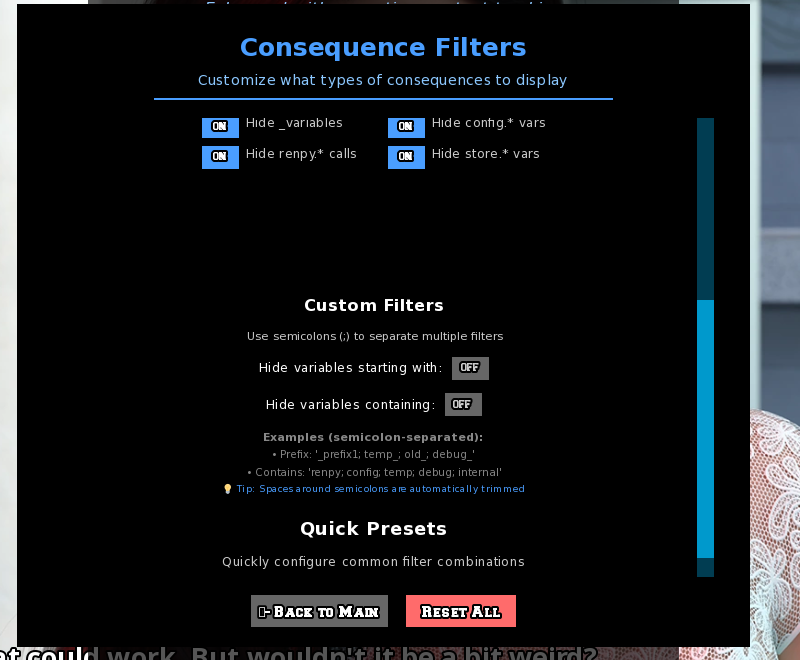 Consequence Filters
Customize what types of consequences to display
ON Hide _variables ON Hide config.* vars
ON Hide renpy.* calls ON Hide store.* vars
Custom Filters
Use semicolons (;) to separate multiple filters
Hide variables starting with: OFF
Hide variables containing: OFF
Examples (semicolon-separated):
• Prefix: '_prefix1; temp_; old_; debug_'
• Contains: 'renpy; config; temp; debug; internal'
💡 Tip: Spaces around semicolons are automatically trimmed
Quick Presets
Quickly configure common filter combinations
Back to Main Reset All
could work. But wouldn't it be a bit weird?